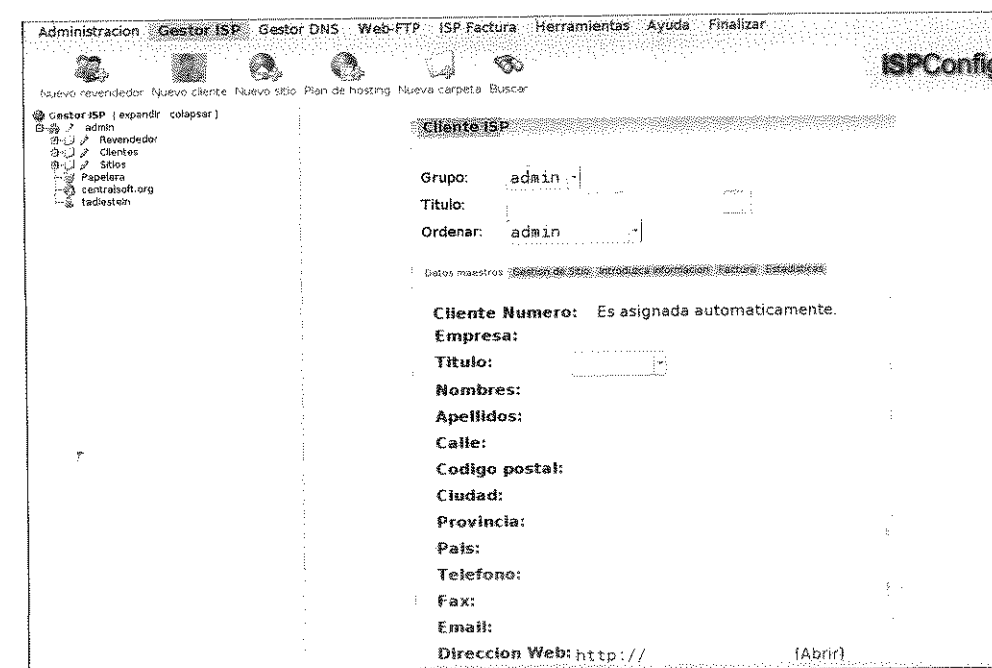 Administracion Gestor ISP Gestor DNS Web-FTP ISP Factura Herramientas Ayuda Finalizar
ISPConfig
Nuevo revendedor Nuevo cliente Nuevo sitio Plan de hosting Nueva carpeta Buscar
Gestor ISP ( expandir colapsar )
admin
Revendedor
Clientes
Sitios
Papelera
centralsoft.org
tadiestein
Cliente ISP
Grupo: admin
Titulo:
Ordenar: admin
Datos maestros Gestion de Sitio Introduzca informacion Factura Estadisticas
Cliente Numero: Es asignada automaticamente.
Empresa:
Titulo:
Nombres:
Apellidos:
Calle:
Codigo postal:
Ciudad:
Provincia:
Pais:
Telefono:
Fax:
Email:
Direccion Web: http:// (Abrir)